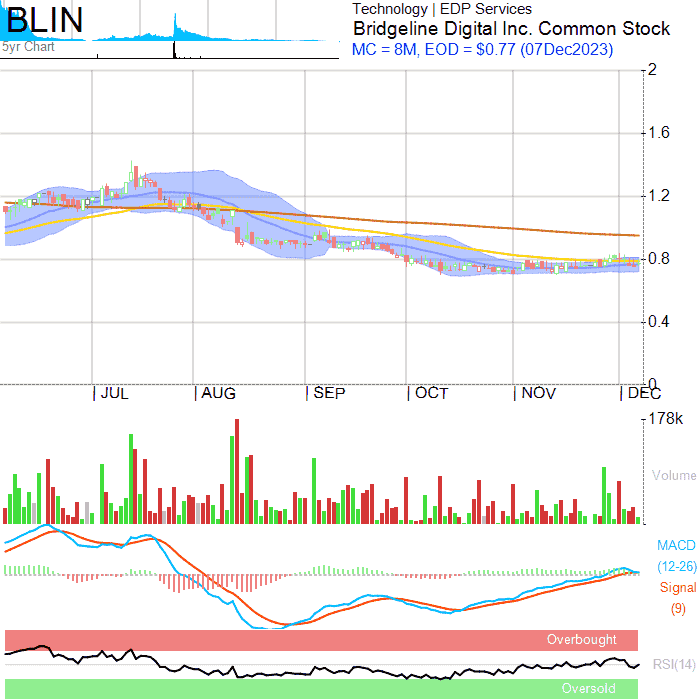 BLIN
5yr Chart
Technology | EDP Services
Bridgeline Digital Inc. Common Stock
MC = 8M, EOD = $0.77 (07Dec2023)
2
1.6
1.2
0.8
0.4
0
| JUL | AUG | SEP | OCT | NOV | DEC
178k
Volume
MACD
(12-26)
Signal
(9)
Overbought
RSI(14)
Oversold